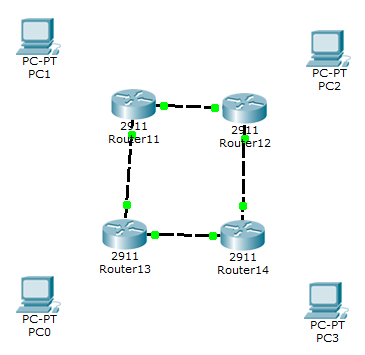 PC-PT
PC1
PC-PT
PC2
2911
Router11
2911
Router12
2911
Router13
2911
Router14
PC-PT
PC0
PC-PT
PC3